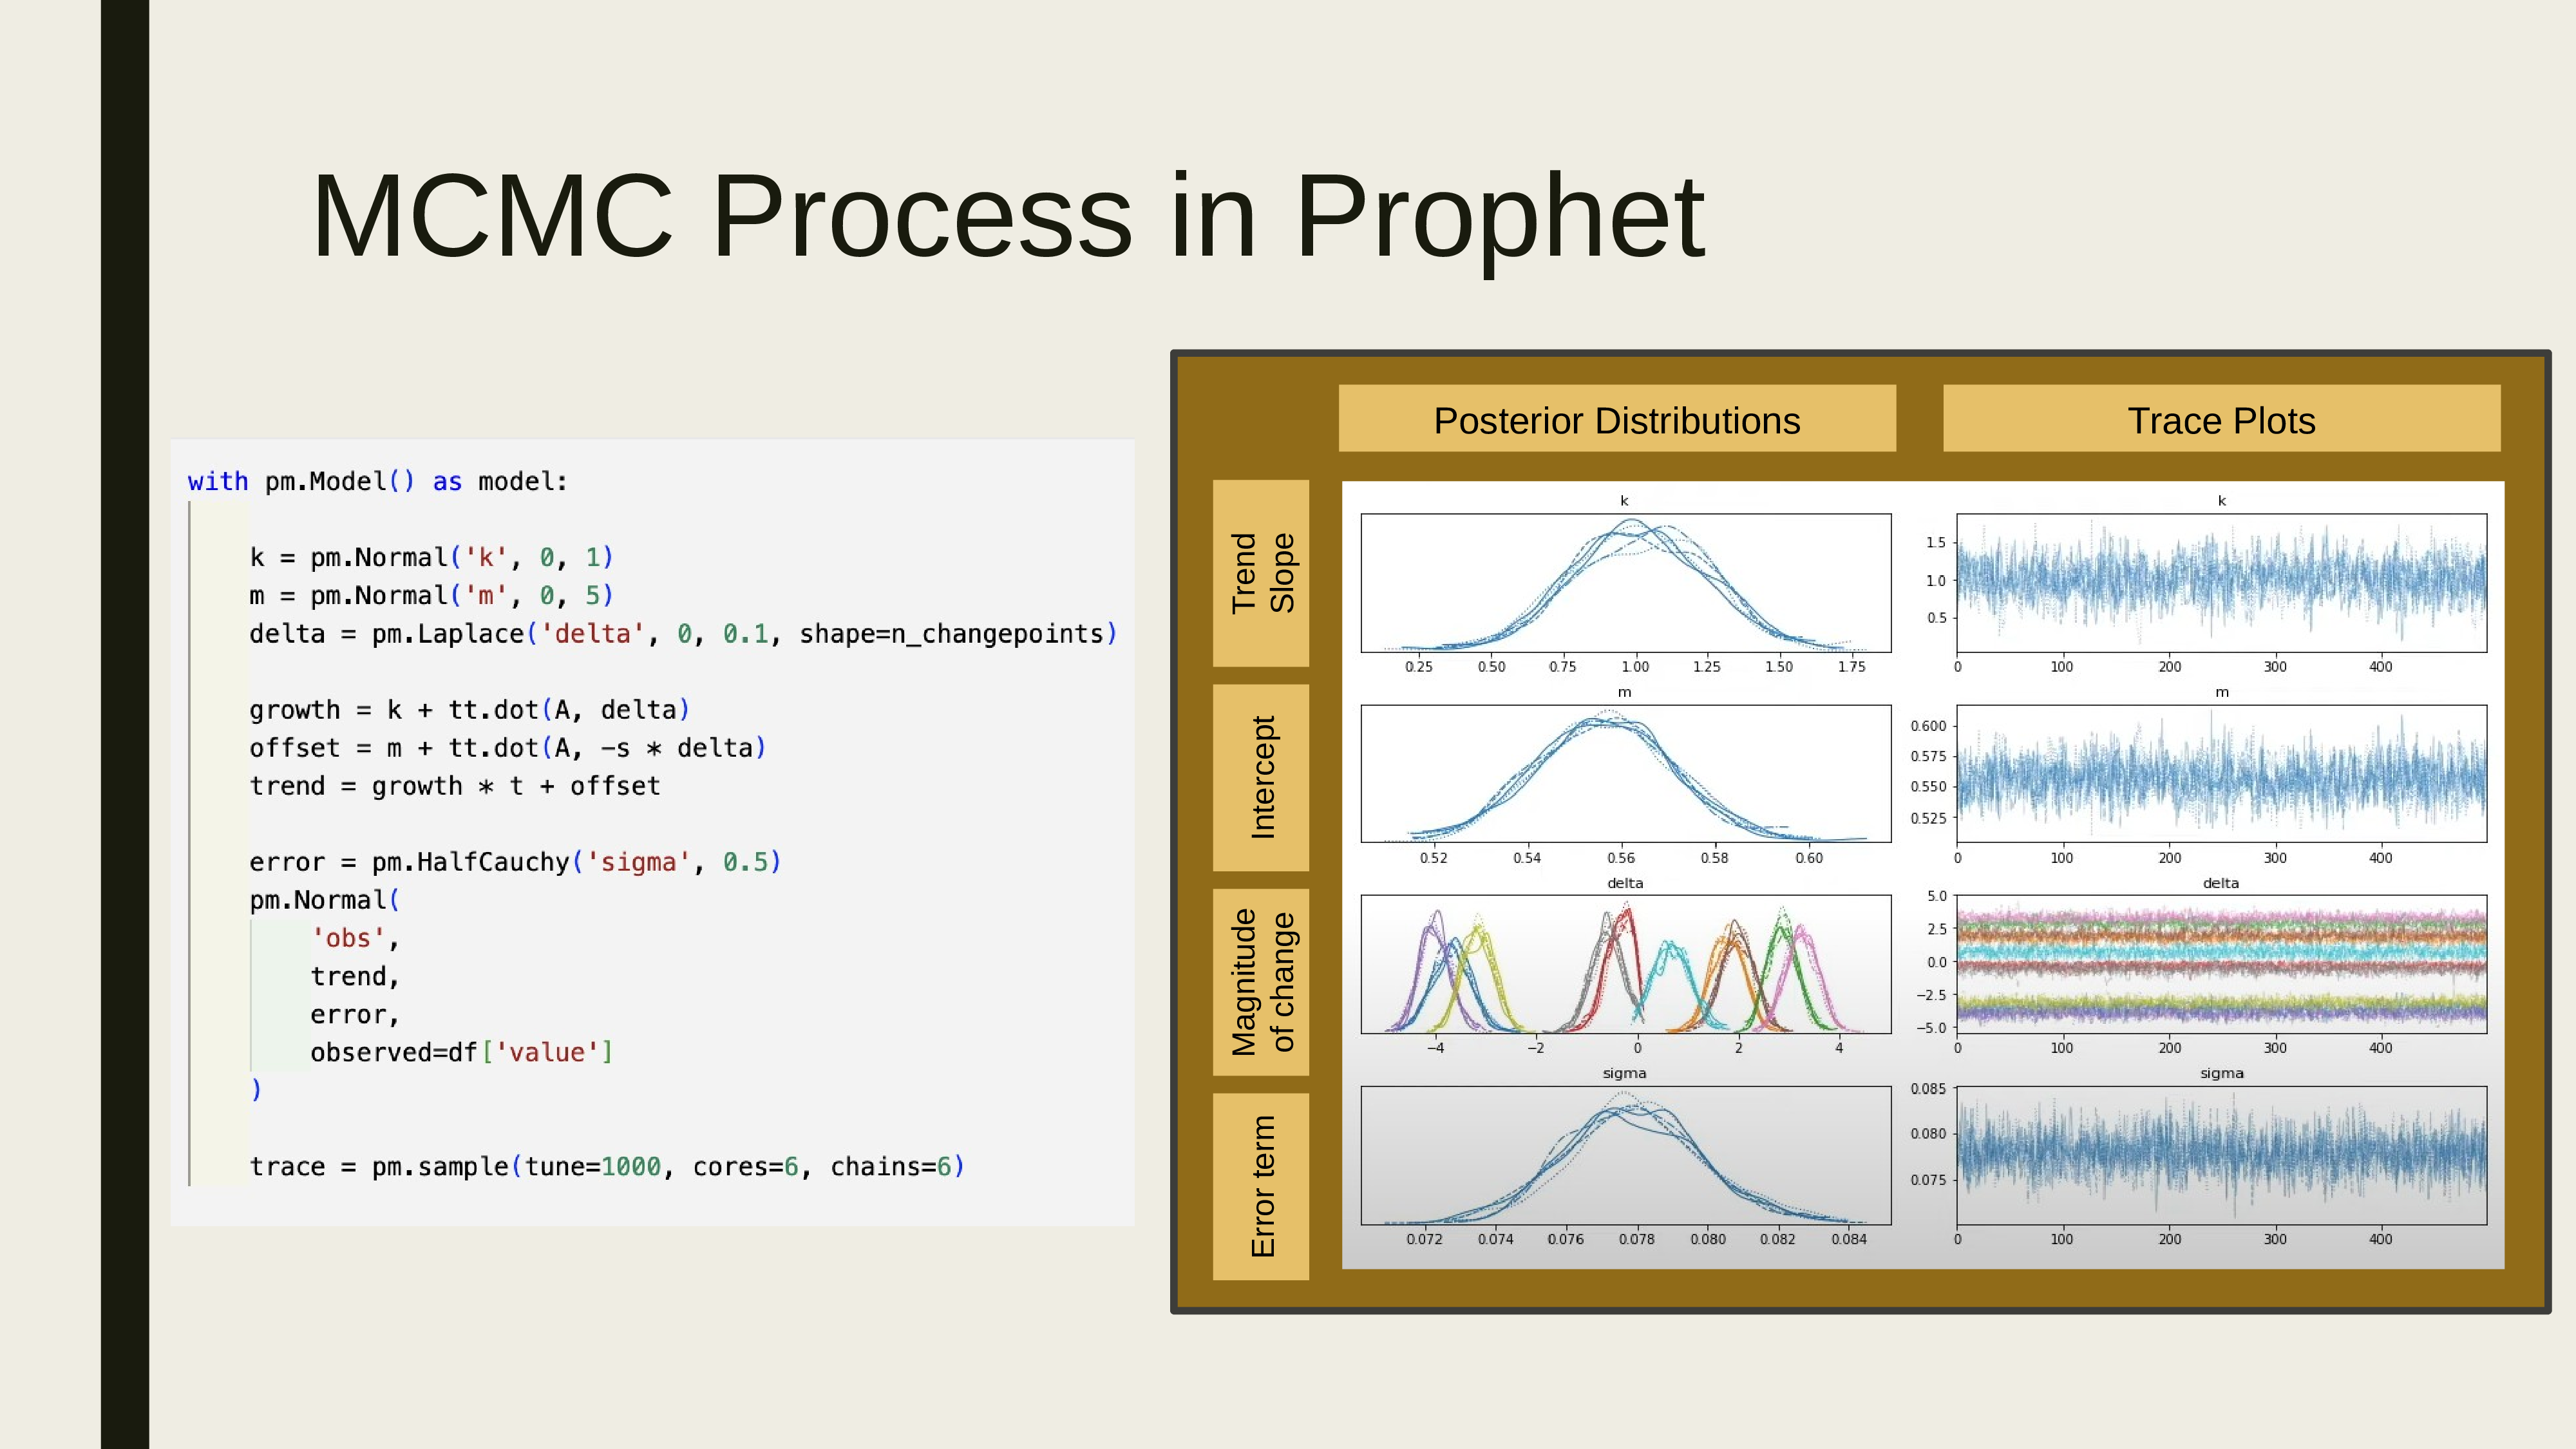 MCMC Process in Prophet
with pm.Model() as model:
k = pm.Normal('k', 0, 1)
m = pm.Normal('m', 0, 5)
delta = pm.Laplace('delta', 0, 0.1, shape=n_changepoints)
growth = k + tt.dot(A, delta)
offset = m + tt.dot(A, -s * delta)
trend = growth * t + offset
error = pm.HalfCauchy('sigma', 0.5)
pm.Normal(
'obs',
trend,
error,
observed=df['value']
)
trace = pm.sample(tune=1000, cores=6, chains=6)
Posterior Distributions
Trace Plots
Trend
Slope
k
0.25 0.50 0.75 1.00 1.25 1.50 1.75
k
1.5
1.0
0.5
0 100 200 300 400
Intercept
m
0.52 0.54 0.56 0.58 0.60
m
0.600
0.575
0.550
0.525
0 100 200 300 400
Magnitude
of change
delta
−4 −2 0 2 4
delta
5.0
2.5
0.0
−2.5
−5.0
0 100 200 300 400
Error term
sigma
0.072 0.074 0.076 0.078 0.080 0.082 0.084
sigma
0.085
0.080
0.075
0 100 200 300 400